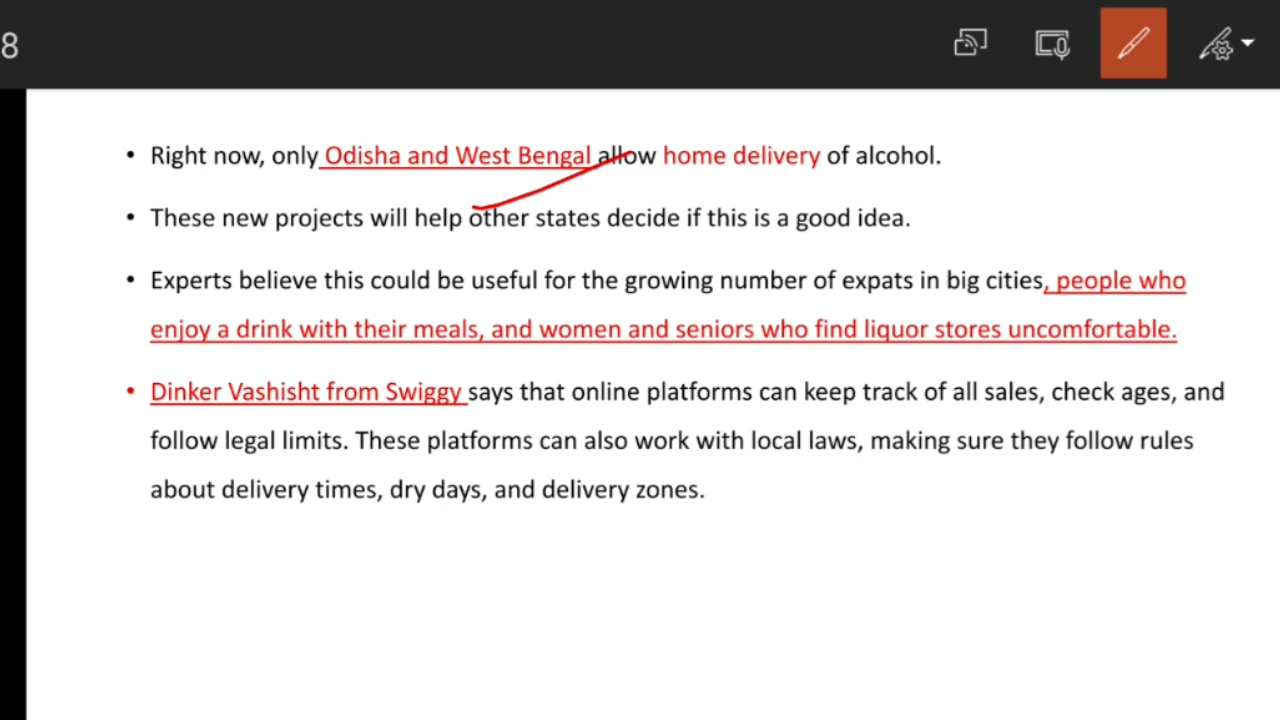 8
• Right now, only Odisha and West Bengal allow home delivery of alcohol.
• These new projects will help other states decide if this is a good idea.
• Experts believe this could be useful for the growing number of expats in big cities, people who
enjoy a drink with their meals, and women and seniors who find liquor stores uncomfortable.
• Dinker Vashisht from Swiggy says that online platforms can keep track of all sales, check ages, and
follow legal limits. These platforms can also work with local laws, making sure they follow rules
about delivery times, dry days, and delivery zones.